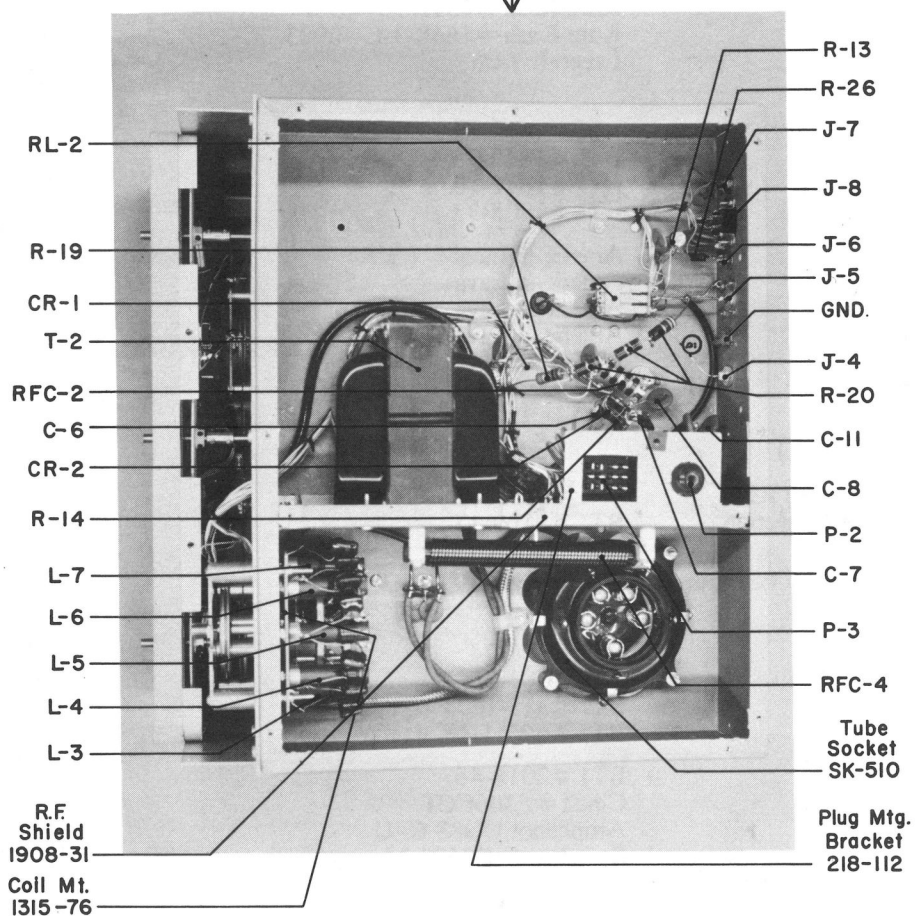 RL-2
R-19
CR-1
T-2
RFC-2
C-6
CR-2
R-14
L-7
L-6
L-5
L-4
L-3
R.F.
Shield
1908-31
Coil Mt.
1315-76
R-13
R-26
J-7
J-8
J-6
J-5
GND.
J-4
R-20
C-11
C-8
P-2
C-7
P-3
RFC-4
Tube
Socket
SK-510
Plug Mtg.
Bracket
218-112